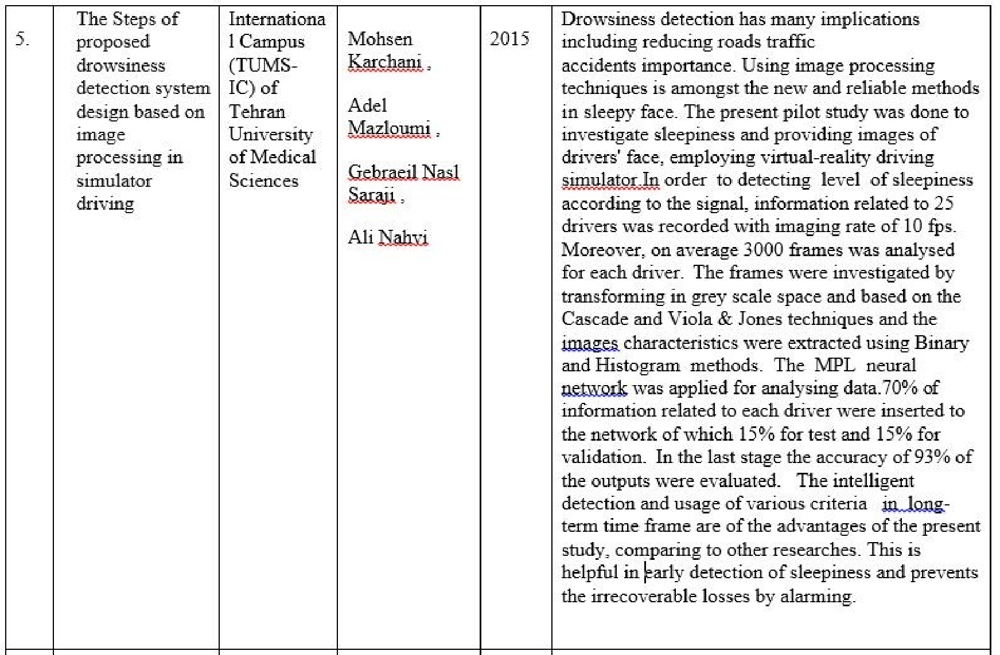 5.
The Steps of
proposed
drowsiness
detection system
design based on
image
processing in
simulator
driving
Internationa
l Campus
(TUMS-
IC) of
Tehran
University
of Medical
Sciences
Mohsen
Karchani ,
Adel
Mazloumi ,
Gebraeil Nasl
Saraji ,
Ali Nahvi
2015
Drowsiness detection has many implications
including reducing roads traffic
accidents importance. Using image processing
techniques is amongst the new and reliable methods
in sleepy face. The present pilot study was done to
investigate sleepiness and providing images of
drivers' face, employing virtual-reality driving
simulator.In order  to detecting  level  of sleepiness
according to the signal, information related to 25
drivers was recorded with imaging rate of 10 fps.
Moreover, on average 3000 frames was analysed
for each driver.  The frames were investigated by
transforming in grey scale space and based on the
Cascade and Viola & Jones techniques and the
images characteristics were extracted using Binary
and Histogram  methods.  The  MPL  neural
network was applied for analysing data.70% of
information related to each driver were inserted to
the network of which 15% for test and 15% for
validation.  In the last stage the accuracy of 93% of
the outputs were evaluated.   The intelligent
detection and usage of various criteria   in  long-
term time frame are of the advantages of the present
study, comparing to other researches. This is
helpful in early detection of sleepiness and prevents
the irrecoverable losses by alarming.